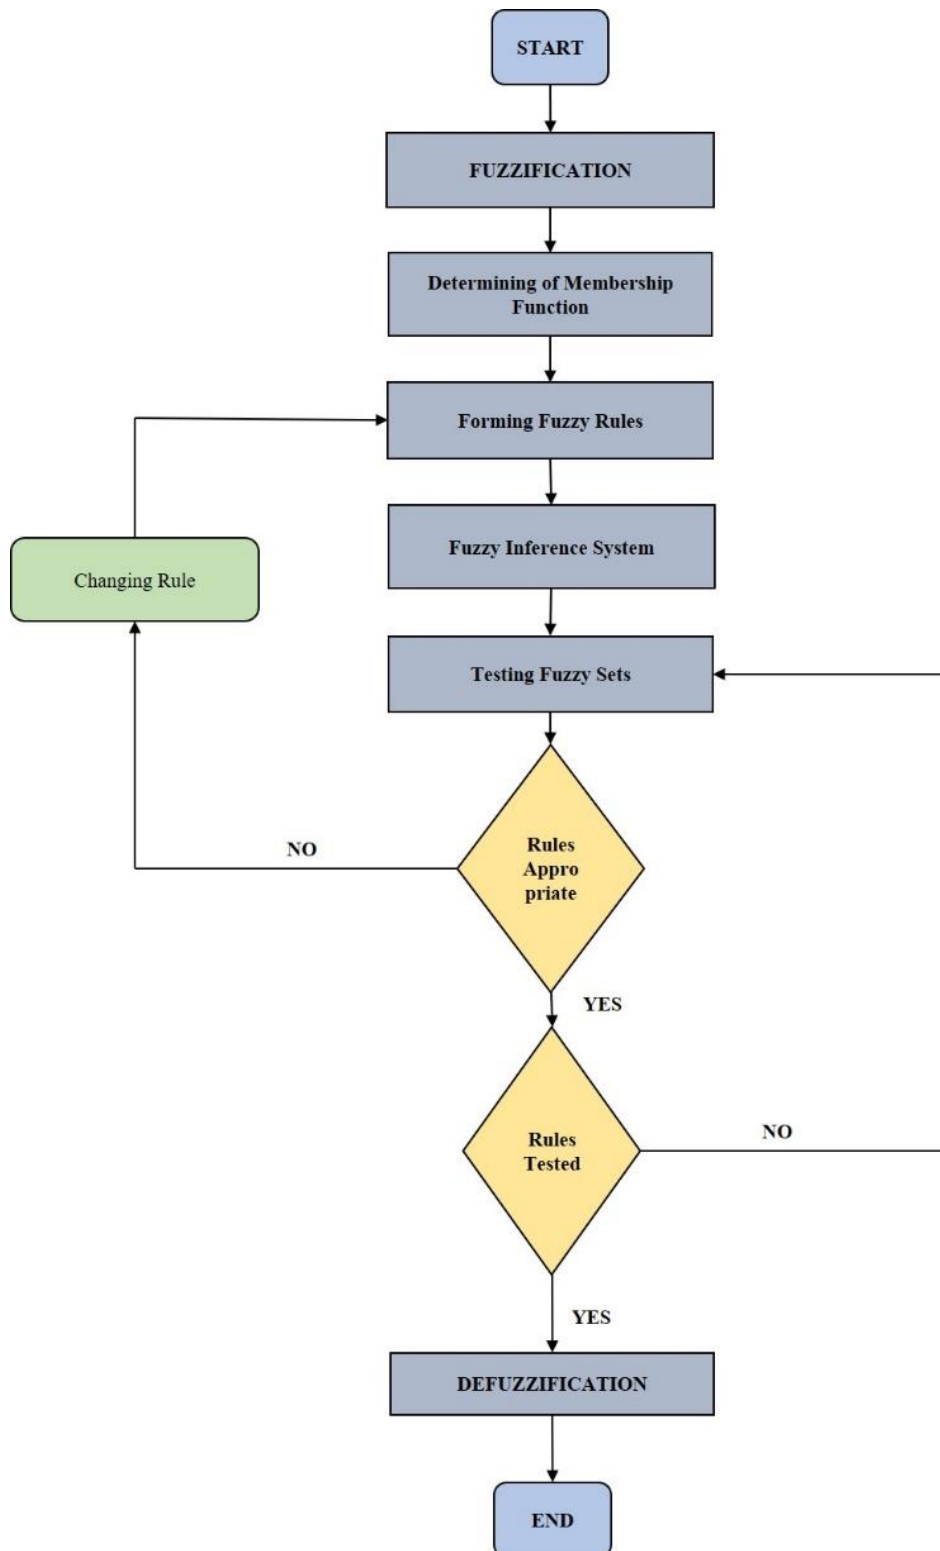 START
FUZZIFICATION
Determining of Membership
Function
Forming Fuzzy Rules
Fuzzy Inference System
Changing Rule
Testing Fuzzy Sets
Rules
Appro
priate
NO
YES
Rules
Tested
NO
YES
DEFUZZIFICATION
END